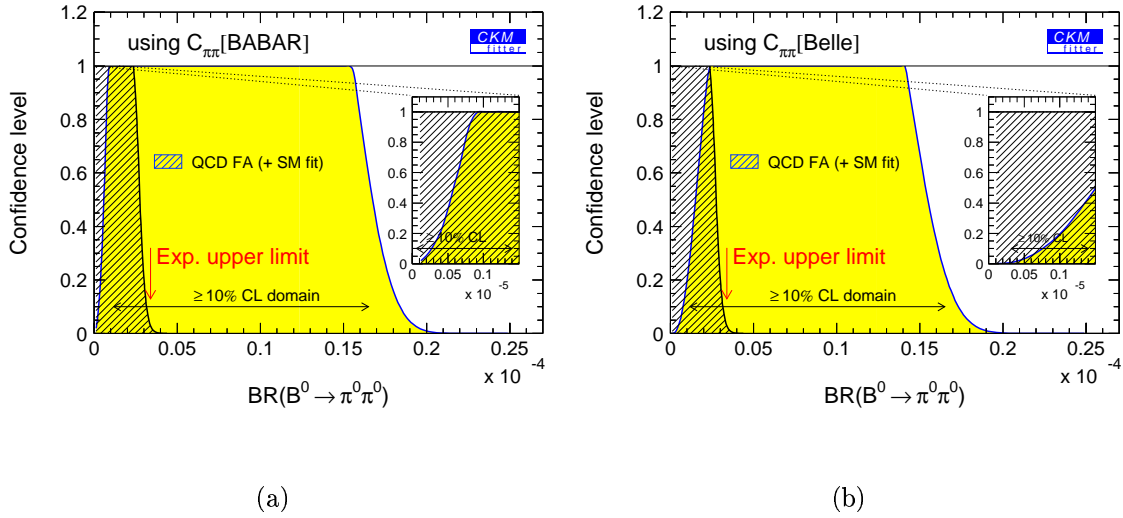 using Cππ[BABAR]
CKM
fitter
Confidence level
1
0.8
0.6
0.4
0.2
0
QCD FA (+ SM fit)
Exp. upper limit
≥ 10% CL domain
1
0.8
0.6
0.4
0.2
0
≥ 10% CL
0.05
0.1
x 10⁻⁵
0
0.05
0.1
0.15
0.2
0.25
x 10⁻⁴
BR(B⁰ → π⁰π⁰)
(a)
using Cππ[Belle]
CKM
fitter
Confidence level
1
0.8
0.6
0.4
0.2
0
QCD FA (+ SM fit)
Exp. upper limit
≥ 10% CL domain
1
0.8
0.6
0.4
0.2
0
≥ 10% CL
0.05
0.1
x 10⁻⁵
0
0.05
0.1
0.15
0.2
0.25
x 10⁻⁴
BR(B⁰ → π⁰π⁰)
(b)